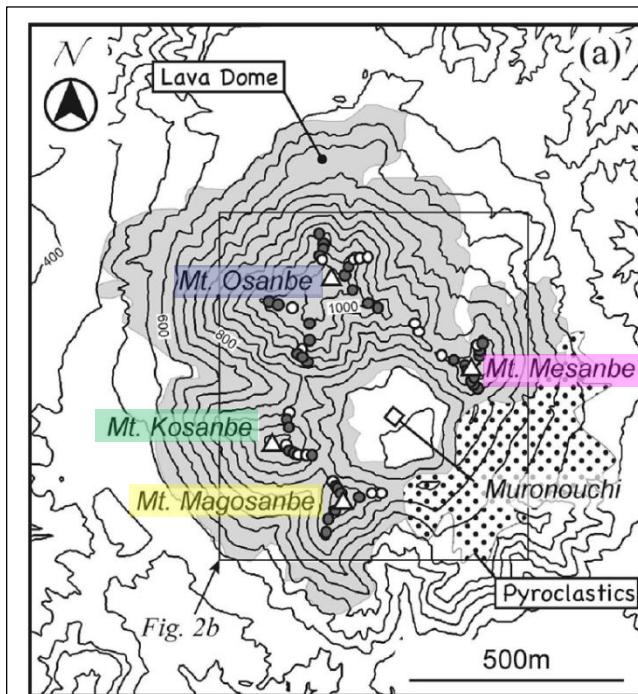 N
(a)
Lava Dome
400
Mt. Osanbe
1000
600
800
Mt. Mesanbe
Mt. Kosanbe
Muronouchi
Mt. Magosanbe
Pyroclastics
Fig. 2b
500m